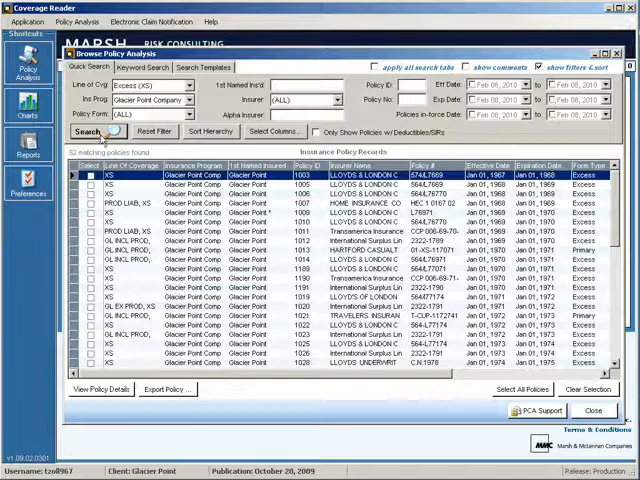 Coverage Reader
Application Policy Analysis Electronic Claim Notification Help
Shortcuts
MARSH RISK CONSULTING
Policy Analysis
Charts
Reports
Preferences
Browse Policy Analysis
Quick Search Keyword Search Search Templates
apply all search tabs show comments show filters & sort
Line of Cvg: Excess (XS) 1st Named Ins'd: Policy ID: Eff Date: Feb 08, 2010 to Feb 08, 2010
Ins Prog: Glacier Point Company Insurer: (ALL) Policy No: Exp Date: Feb 08, 2010 to Feb 08, 2010
Policy Form: (ALL) Alpha Insurer: Policies in-force Date: Feb 08, 2010 to Feb 08, 2010
Search Reset Filter Sort Hierarchy Select Columns... Only Show Policies w/ Deductibles/SIRs
52 matching policies found Insurance Policy Records
Select Line Of Coverage Insurance Program 1st Named Insured Policy ID Insurer Name Policy # Effective Date Expiration Date Form Type
XS Glacier Point Comp Glacier Point 1003 LLOYDS & LONDON C 574/L7669 Jan 01, 1967 Jan 01, 1968 Excess
XS Glacier Point Comp Glacier Point 1005 LLOYDS & LONDON C 564/L7669 Jan 01, 1968 Jan 01, 1969 Excess
XS Glacier Point Comp Glacier Point 1006 LLOYDS & LONDON C 564/L76770 Jan 01, 1968 Jan 01, 1969 Excess
PROD LIAB, XS Glacier Point Comp Glacier Point 1007 HOME INSURANCE CO HEC 1 0167 02 Jan 01, 1969 Jan 01, 1970 Excess
XS Glacier Point Comp Glacier Point * 1009 LLOYDS & LONDON C L76971 Jan 01, 1969 Jan 01, 1970 Excess
XS Glacier Point Comp Glacier Point 1010 LLOYDS & LONDON C 564/L76770 Jan 01, 1969 Jan 01, 1970 Excess
PROD LIAB, XS Glacier Point Comp Glacier Point 1011 Transamerica Insurance CCP 006-69-70- Jan 01, 1969 Jan 01, 1970 Excess
GL INCL PROD, Glacier Point Comp Glacier Point 1012 International Surplus Lin 2322-1789 Jan 01, 1969 Jan 01, 1970 Excess
GL INCL PROD, Glacier Point Comp Glacier Point 1013 HARTFORD CASUALT 01-XS-117071 Jan 01, 1970 Jan 01, 1971 Primary
XS Glacier Point Comp Glacier Point 1014 LLOYDS & LONDON C 564/L77071 Jan 01, 1970 Jan 01, 1971 Excess
XS Glacier Point Comp Glacier Point 1189 LLOYDS & LONDON C 564/L77071 Jan 01, 1970 Jan 01, 1971 Excess
XS Glacier Point Comp Glacier Point 1190 Transamerica Insurance CCP 006-69-71- Jan 01, 1970 Jan 01, 1971 Excess
XS Glacier Point Comp Glacier Point 1191 International Surplus Lin 2322-1790 Jan 01, 1970 Jan 01, 1971 Excess
XS Glacier Point Comp Glacier Point 1019 LLOYDS OF LONDON 564/L77172 Jan 01, 1971 Jan 01, 1972 Excess
GL EX PROD, XS Glacier Point Comp Glacier Point 1020 International Surplus Lin 2322-1791 Jan 01, 1971 Jan 01, 1972 Excess
GL INCL PROD, Glacier Point Comp Glacier Point 1021 TRAVELERS INSURAN T-CUP-1172741 Jan 01, 1972 Jan 01, 1973 Primary
XS Glacier Point Comp Glacier Point 1022 LLOYDS & LONDON C 564/L77273 Jan 01, 1972 Jan 01, 1973 Excess
GL INCL PROD, Glacier Point Comp Glacier Point 1023 International Surplus Lin 2322-1791 Jan 01, 1972 Jan 01, 1973 Excess
XS Glacier Point Comp Glacier Point 1025 LLOYDS & LONDON C 564/L77374 Jan 01, 1973 Jan 01, 1974 Excess
XS Glacier Point Comp Glacier Point 1026 International Surplus Lin 2322-1793 Jan 01, 1973 Jan 01, 1974 Excess
XS Glacier Point Comp Glacier Point 1028 LLOYDS UNDERWRIT C.N.1978 Jan 01, 1974 Jan 01, 1975 Excess
View Policy Details Export Policy ... Select All Policies Clear Selection
PCA Support Close
Terms & Conditions
MMC Marsh & McLennan Companies
v1.09.02.0301
Username: tzoll967 Client: Glacier Point Publication: October 20, 2009 Release: Production